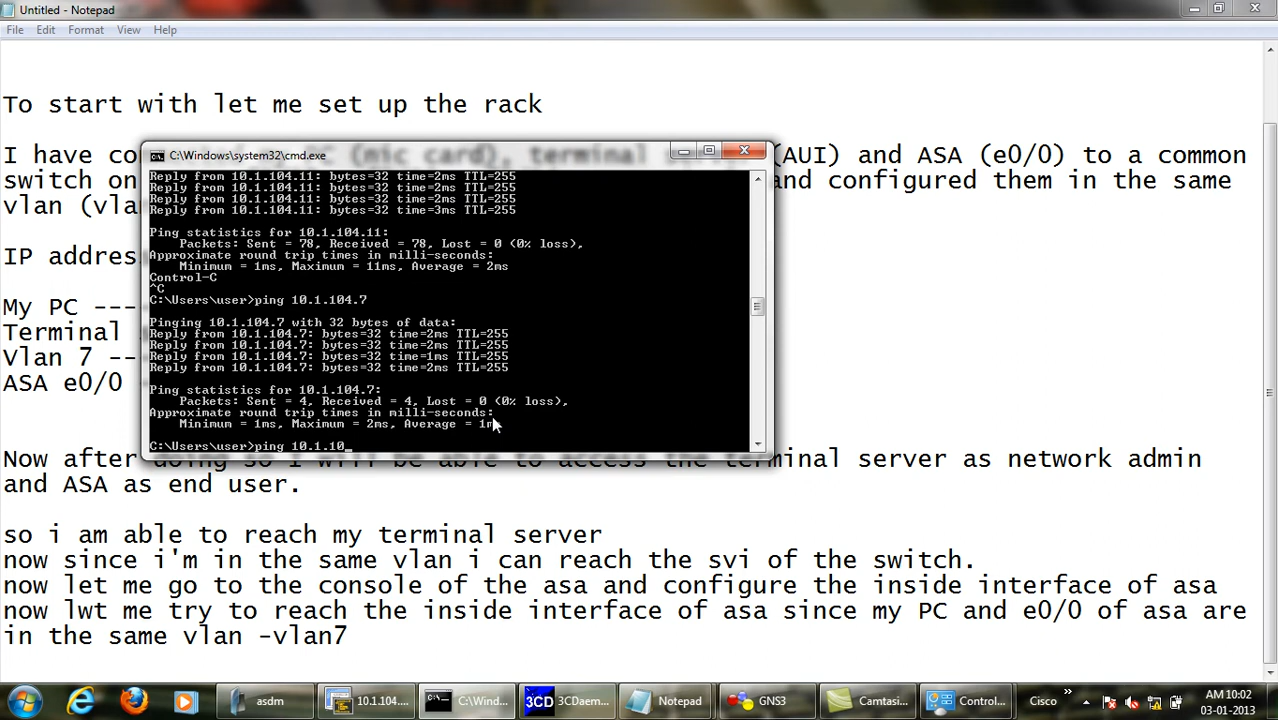 Untitled - Notepad
File Edit Format View Help
To start with let me set up the rack
I have co (nic card), terminal (AUI) and ASA (e0/0) to a common
switch on and configured them in the same
vlan (vlan
IP addres
My PC ---
Terminal
Vlan 7 --
ASA e0/0
C:\Windows\system32\cmd.exe
Reply from 10.1.104.11: bytes=32 time=2ms TTL=255
Reply from 10.1.104.11: bytes=32 time=2ms TTL=255
Reply from 10.1.104.11: bytes=32 time=2ms TTL=255
Reply from 10.1.104.11: bytes=32 time=3ms TTL=255
Ping statistics for 10.1.104.11:
Packets: Sent = 78, Received = 78, Lost = 0 (0% loss),
Approximate round trip times in milli-seconds:
Minimum = 1ms, Maximum = 11ms, Average = 2ms
Control-C
^C
C:\Users\user>ping 10.1.104.7
Pinging 10.1.104.7 with 32 bytes of data:
Reply from 10.1.104.7: bytes=32 time=2ms TTL=255
Reply from 10.1.104.7: bytes=32 time=2ms TTL=255
Reply from 10.1.104.7: bytes=32 time=1ms TTL=255
Reply from 10.1.104.7: bytes=32 time=2ms TTL=255
Ping statistics for 10.1.104.7:
Packets: Sent = 4, Received = 4, Lost = 0 (0% loss),
Approximate round trip times in milli-seconds:
Minimum = 1ms, Maximum = 2ms, Average = 1m
C:\Users\user>ping 10.1.10_
Now after doing so I will be able to access the terminal server as network admin
and ASA as end user.
so i am able to reach my terminal server
now since i'm in the same vlan i can reach the svi of the switch.
now let me go to the console of the asa and configure the inside interface of asa
now lwt me try to reach the inside interface of asa since my PC and e0/0 of asa are
in the same vlan -vlan7
asdm 10.1.104.... C:\Wind... 3CD 3CDaem... Notepad GNS3 Camtasi... Control... Cisco » AM 10:02
03-01-2013